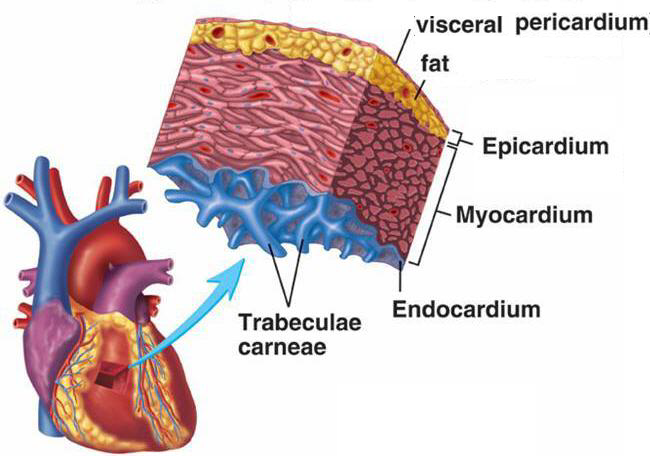 visceral pericardium
fat
Epicardium
Myocardium
Endocardium
Trabeculae
carneae